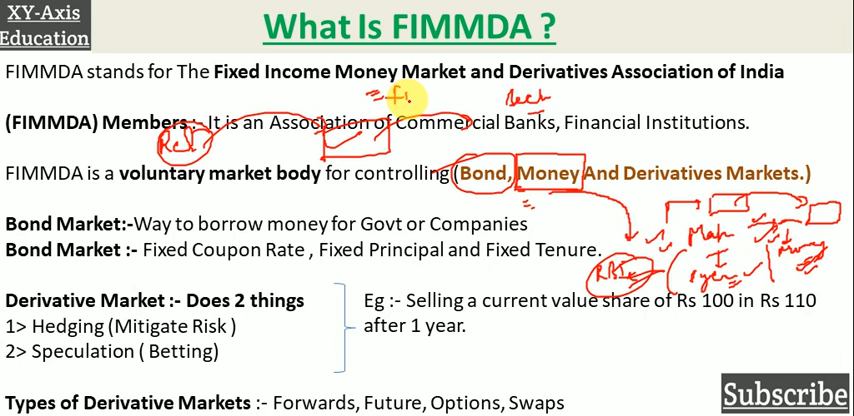 XY-Axis
Education
What Is FIMMDA ?
FIMMDA stands for The Fixed Income Money Market and Derivatives Association of India
(FIMMDA) Members:- It is an Association of Commercial Banks, Financial Institutions.
FIMMDA is a voluntary market body for controlling (Bond, Money And Derivatives Markets.)
Bond Market:-Way to borrow money for Govt or Companies
Bond Market :- Fixed Coupon Rate , Fixed Principal and Fixed Tenure.
RBI
Derivative Market :- Does 2 things
1> Hedging (Mitigate Risk )
2> Speculation ( Betting)
Eg :- Selling a current value share of Rs 100 in Rs 110
after 1 year.
Types of Derivative Markets :- Forwards, Future, Options, Swaps
Subscribe